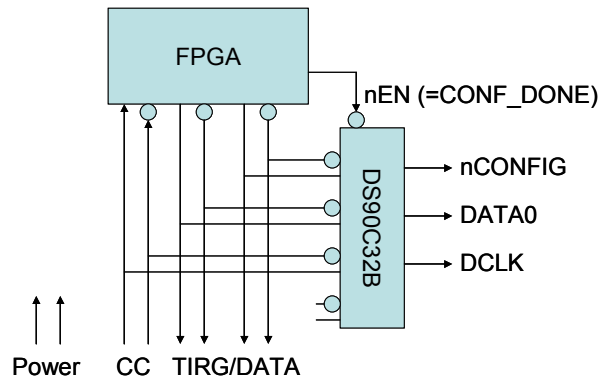 FPGA
nEN (=CONF_DONE)
DS90C32B
nCONFIG
DATA0
DCLK
Power CC TIRG/DATA